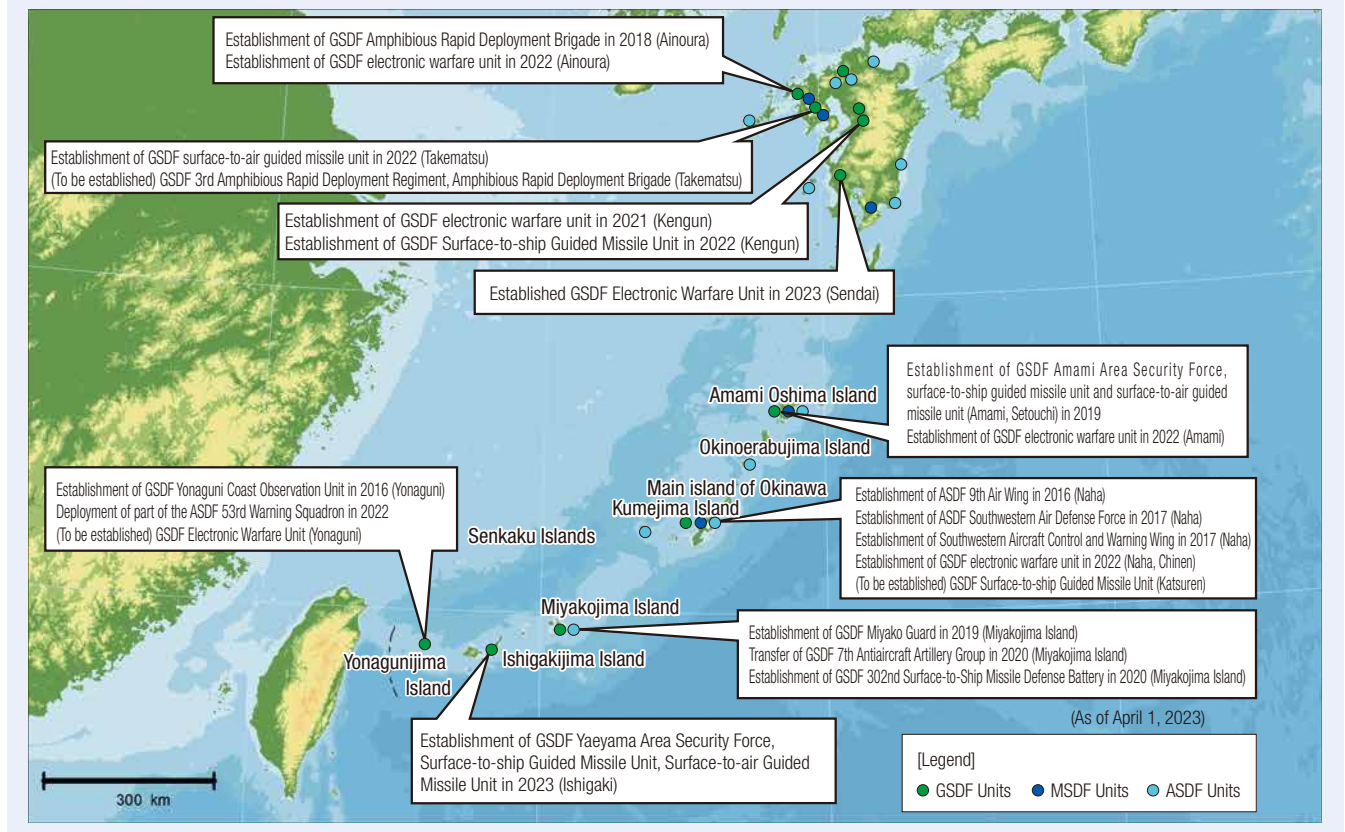 Establishment of GSDF Amphibious Rapid Deployment Brigade in 2018 (Ainoura)
Establishment of GSDF electronic warfare unit in 2022 (Ainoura)
Establishment of GSDF surface-to-air guided missile unit in 2022 (Takematsu)
(To be established) GSDF 3rd Amphibious Rapid Deployment Regiment, Amphibious Rapid Deployment Brigade (Takematsu)
Establishment of GSDF electronic warfare unit in 2021 (Kengun)
Establishment of GSDF Surface-to-ship Guided Missile Unit in 2022 (Kengun)
Established GSDF Electronic Warfare Unit in 2023 (Sendai)
Establishment of GSDF Amami Area Security Force,
surface-to-ship guided missile unit and surface-to-air guided
missile unit (Amami, Setouchi) in 2019
Establishment of GSDF electronic warfare unit in 2022 (Amami)
Amami Oshima Island
Okinoerabujima Island
Main island of Okinawa
Kumejima Island
Senkaku Islands
Establishment of GSDF Yonaguni Coast Observation Unit in 2016 (Yonaguni)
Deployment of part of the ASDF 53rd Warning Squadron in 2022
(To be established) GSDF Electronic Warfare Unit (Yonaguni)
Establishment of ASDF 9th Air Wing in 2016 (Naha)
Establishment of ASDF Southwestern Air Defense Force in 2017 (Naha)
Establishment of Southwestern Aircraft Control and Warning Wing in 2017 (Naha)
Establishment of GSDF electronic warfare unit in 2022 (Naha, Chinen)
(To be established) GSDF Surface-to-ship Guided Missile Unit (Katsuren)
Miyakojima Island
Yonagunijima
Island
Ishigakijima Island
Establishment of GSDF Miyako Guard in 2019 (Miyakojima Island)
Transfer of GSDF 7th Antiaircraft Artillery Group in 2020 (Miyakojima Island)
Establishment of GSDF 302nd Surface-to-Ship Missile Defense Battery in 2020 (Miyakojima Island)
Establishment of GSDF Yaeyama Area Security Force,
Surface-to-ship Guided Missile Unit, Surface-to-air Guided
Missile Unit in 2023 (Ishigaki)
(As of April 1, 2023)
[Legend]
GSDF Units MSDF Units ASDF Units
300 km